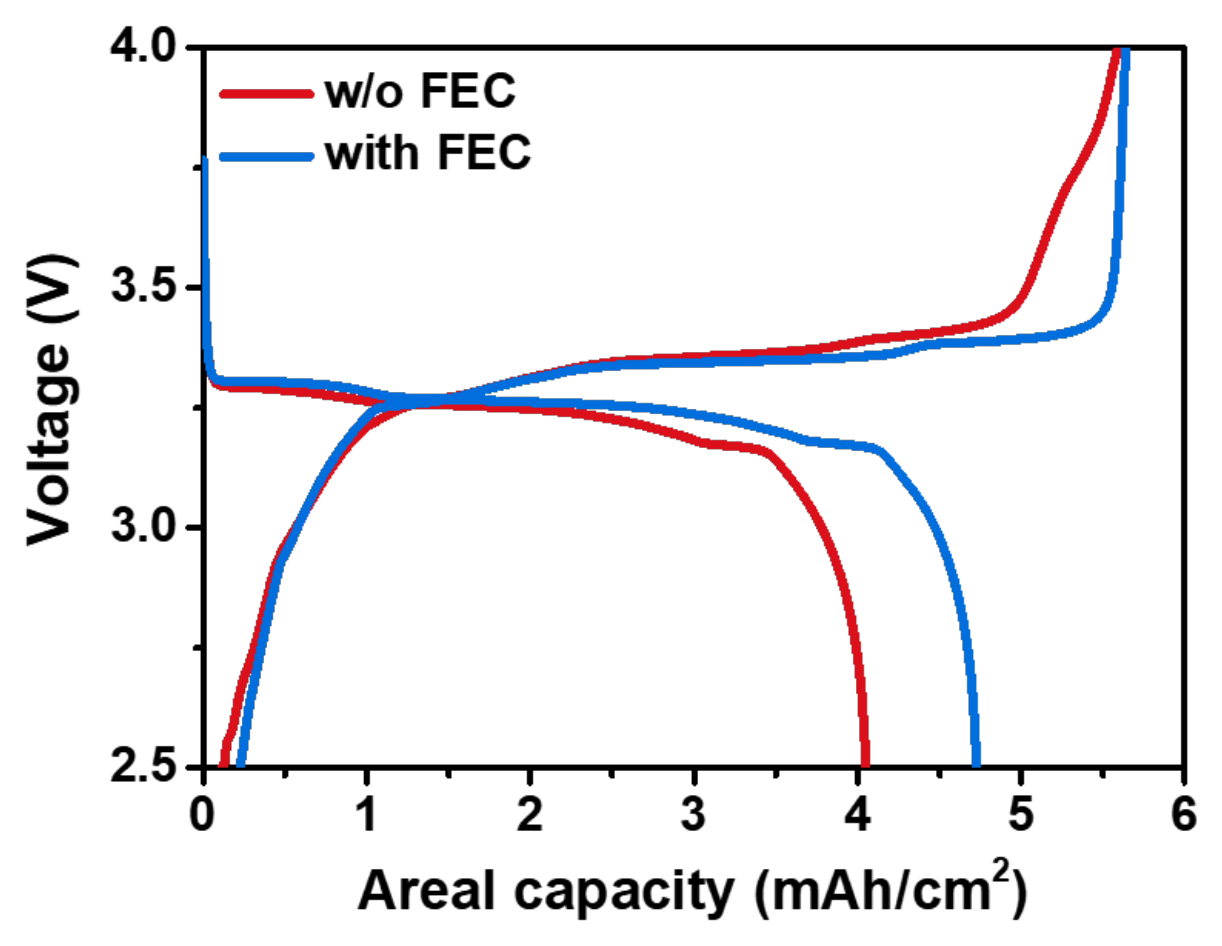 4.0
w/o FEC
with FEC
3.5
3.0
2.5
Voltage (V)
0 1 2 3 4 5 6
Areal capacity (mAh/cm²)